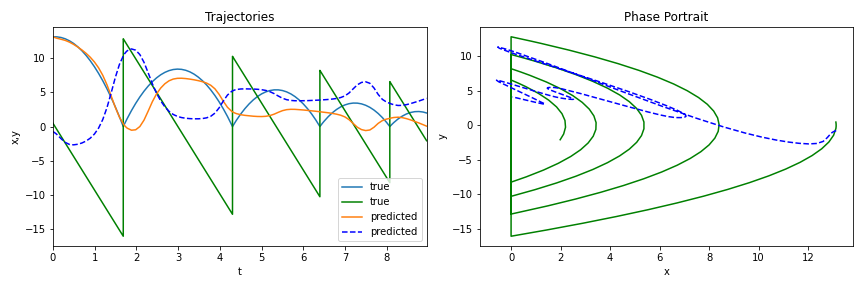 Trajectories
x,y
10
5
0
−5
−10
−15
0 1 2 3 4 5 6 7 8
t
true
true
predicted
predicted
Phase Portrait
y
10
5
0
−5
−10
−15
0 2 4 6 8 10 12
x